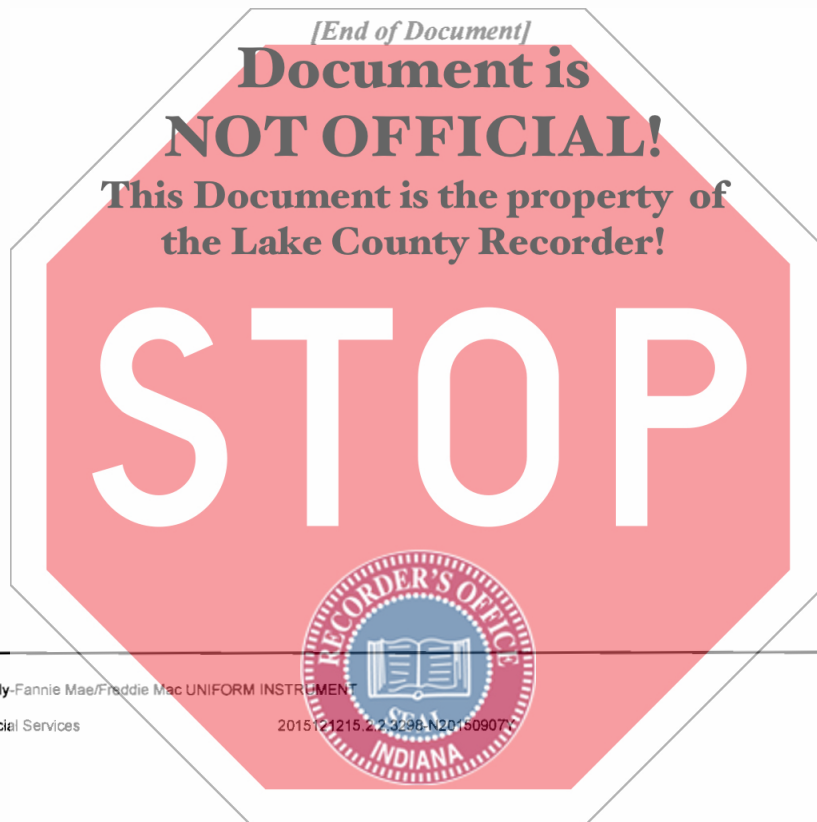 [End of Document]
Document is
NOT OFFICIAL!
This Document is the property of
the Lake County Recorder!
STOP
RECORDER'S OFFICE
ly-Fannie Mae/Freddie Mac UNIFORM INSTRUMENT
cial Services 2015121215.2.2.3298-N20150907Y
SEAL
INDIANA